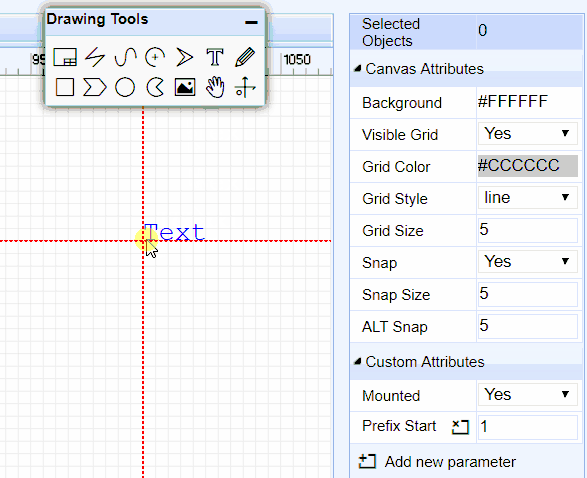 Drawing Tools
95
1050
Text
Selected Objects 0
Canvas Attributes
Background #FFFFFF
Visible Grid Yes
Grid Color #CCCCCC
Grid Style line
Grid Size 5
Snap Yes
Snap Size 5
ALT Snap 5
Custom Attributes
Mounted Yes
Prefix Start 1
Add new parameter